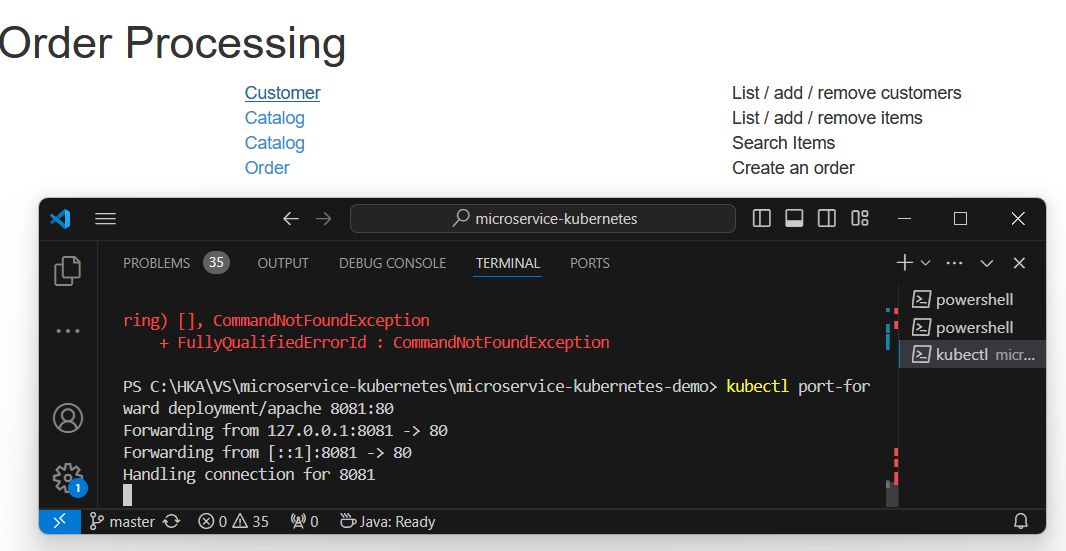 Order Processing
Customer List / add / remove customers
Catalog List / add / remove items
Catalog Search Items
Order Create an order
microservice-kubernetes
PROBLEMS 35 OUTPUT DEBUG CONSOLE TERMINAL PORTS
powershell
powershell
kubectl micr...
ring) [], CommandNotFoundException
+ FullyQualifiedErrorId : CommandNotFoundException
PS C:\HKA\VS\microservice-kubernetes\microservice-kubernetes-demo> kubectl port-for
ward deployment/apache 8081:80
Forwarding from 127.0.0.1:8081 -> 80
Forwarding from [::1]:8081 -> 80
Handling connection for 8081
1
master 0 35 0 Java: Ready